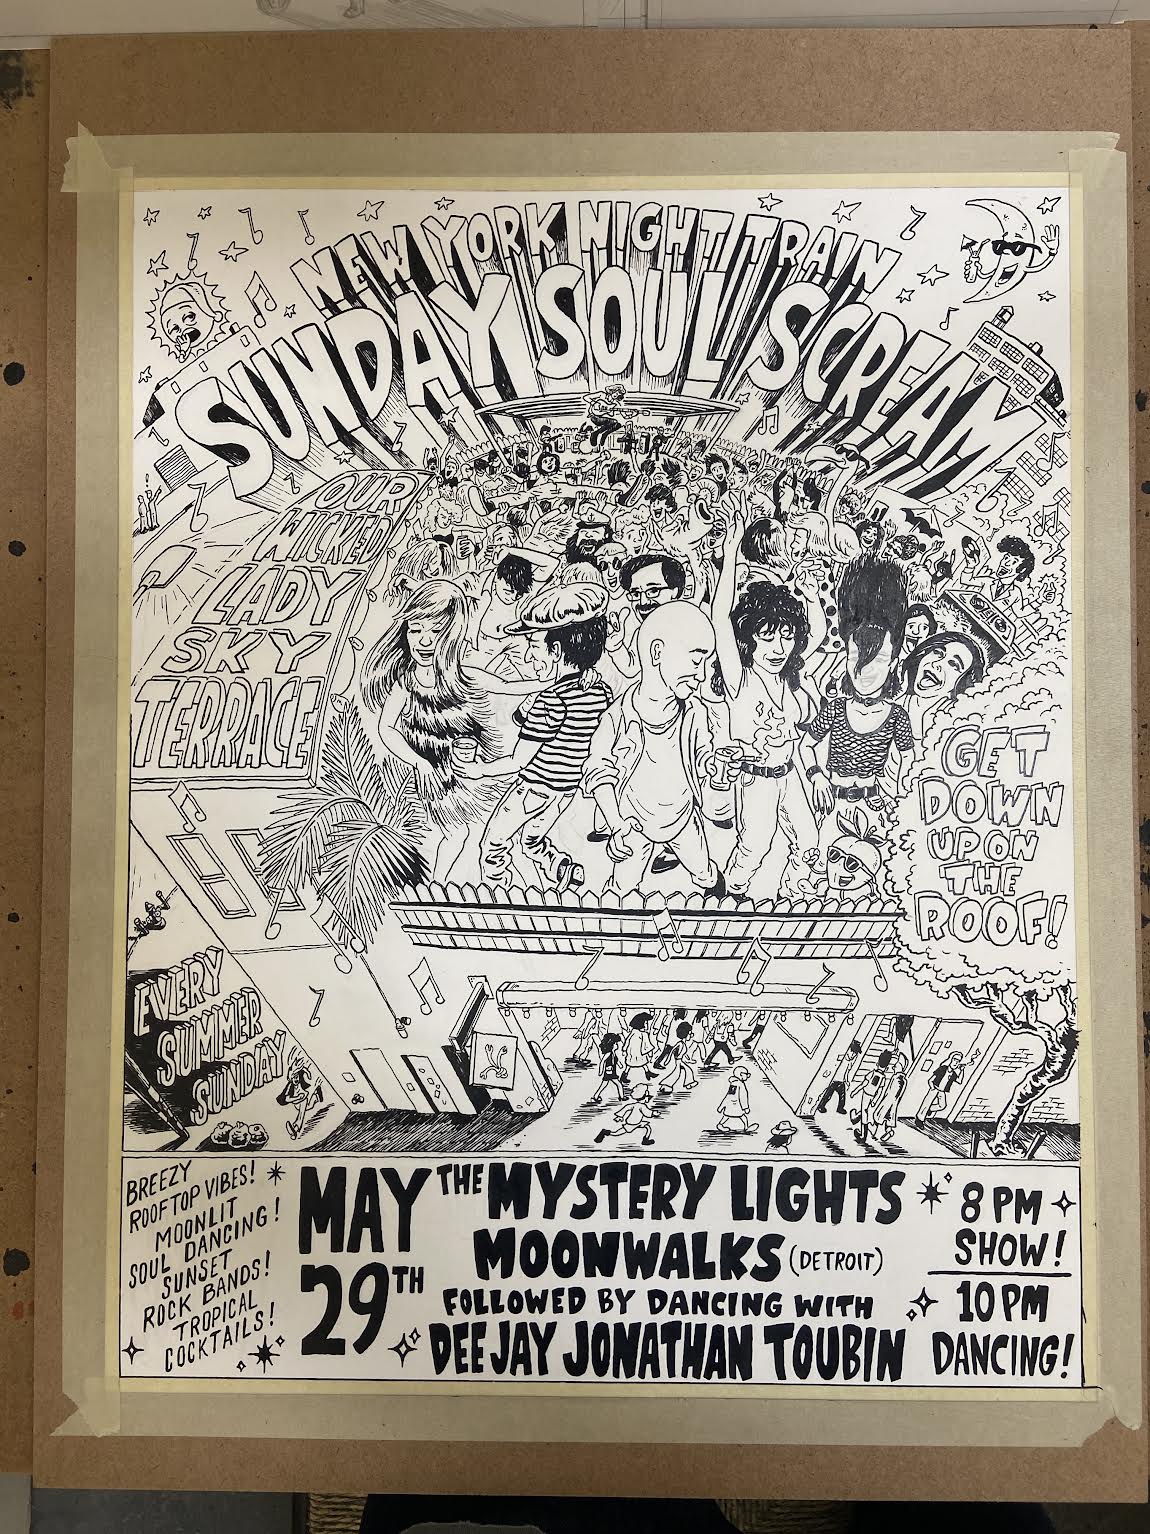 NEW YORK NIGHT TRAIN
SUNDAY SOUL SCREAM
OUR
WICKED
LADY
SKY
TERRACE
GET
DOWN
UPON
THE
ROOF!
EVERY
SUMMER
SUNDAY
BREEZY
ROOFTOP VIBES!
MOONLIT
SOUL DANCING!
SUNSET
ROCK BANDS!
TROPICAL
COCKTAILS!
MAY
29TH
THE MYSTERY LIGHTS
MOONWALKS (DETROIT)
FOLLOWED BY DANCING WITH
DEEJAY JONATHAN TOUBIN
8 PM
SHOW!
10 PM
DANCING!